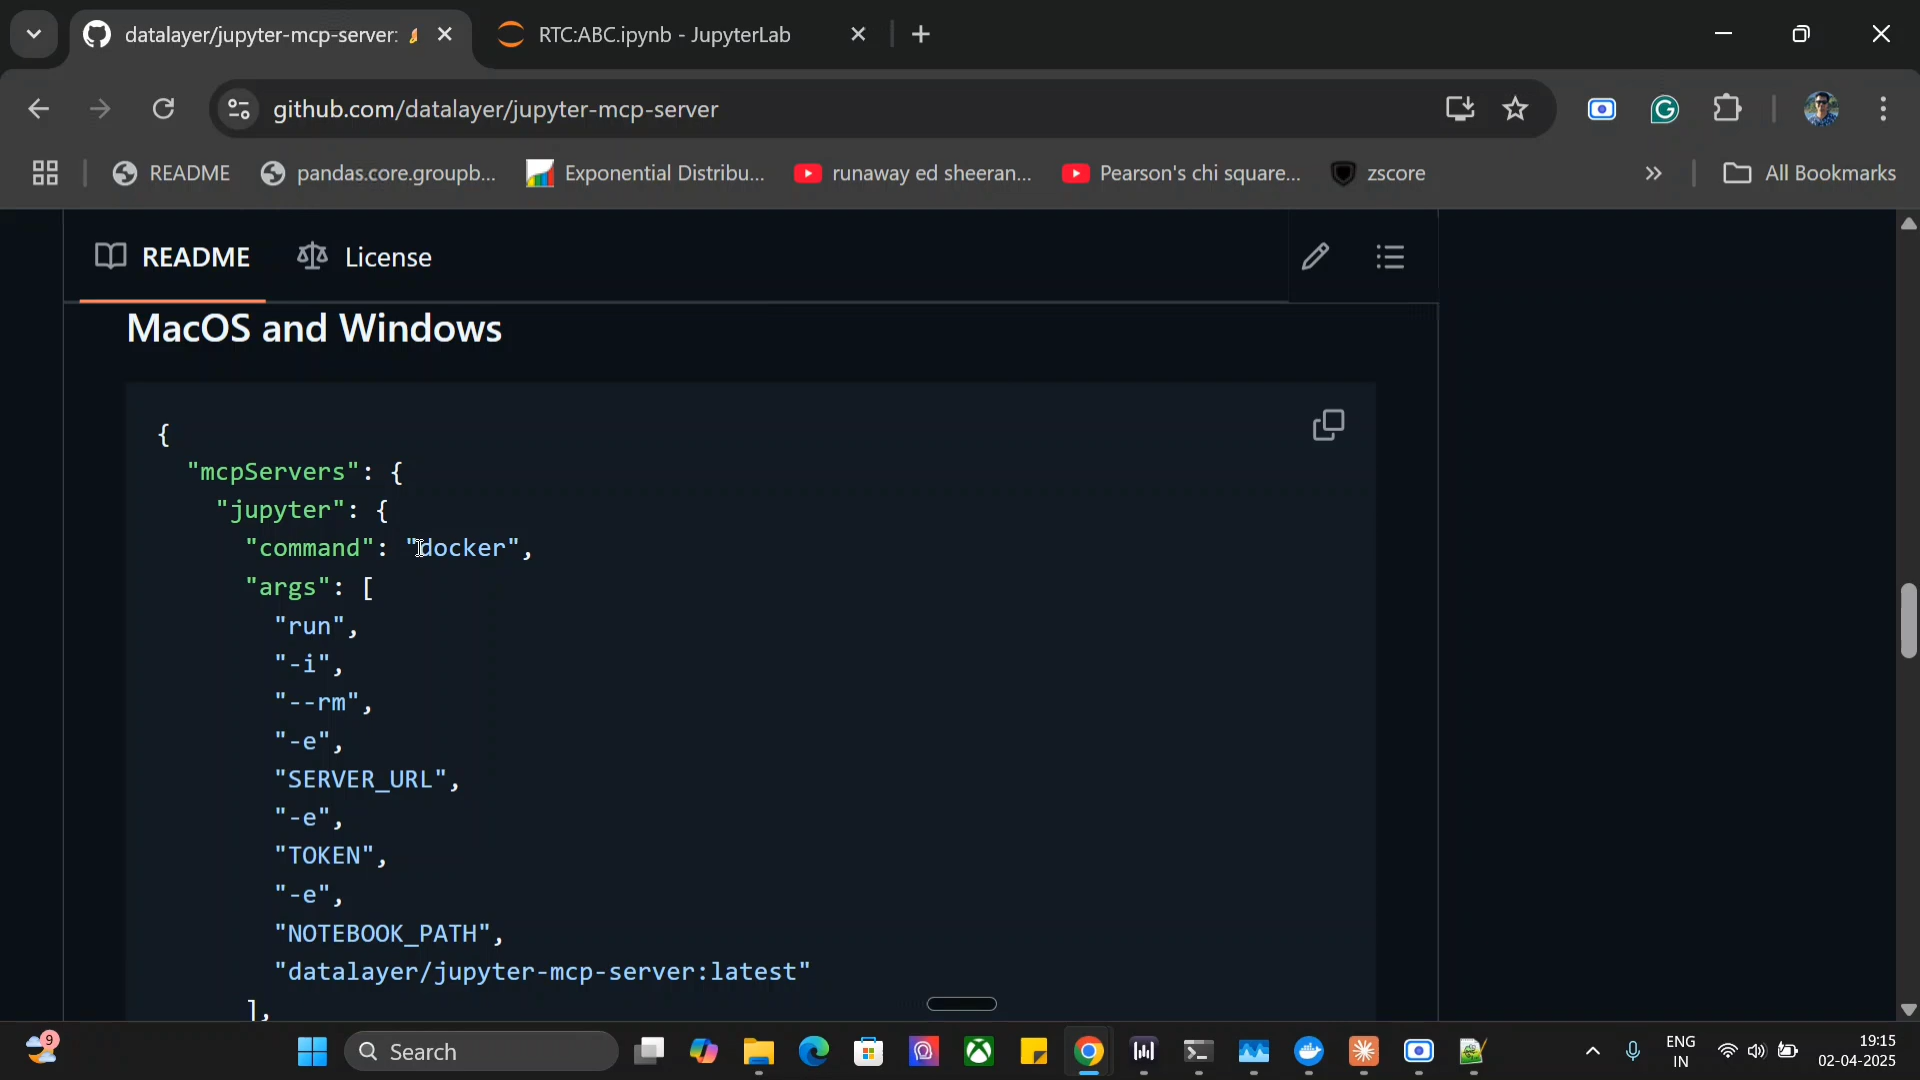 datalayer/jupyter-mcp-server:
RTC:ABC.ipynb - JupyterLab
github.com/datalayer/jupyter-mcp-server
README
pandas.core.groupb...
Exponential Distribu...
runaway ed sheeran...
Pearson's chi square...
zscore
All Bookmarks
README
License
MacOS and Windows
{
"mcpServers": {
"jupyter": {
"command": "docker",
"args": [
"run",
"-i",
"--rm",
"-e",
"SERVER_URL",
"-e",
"TOKEN",
"-e",
"NOTEBOOK_PATH",
"datalayer/jupyter-mcp-server:latest"
],
9
Search
ENG
IN
19:15
02-04-2025